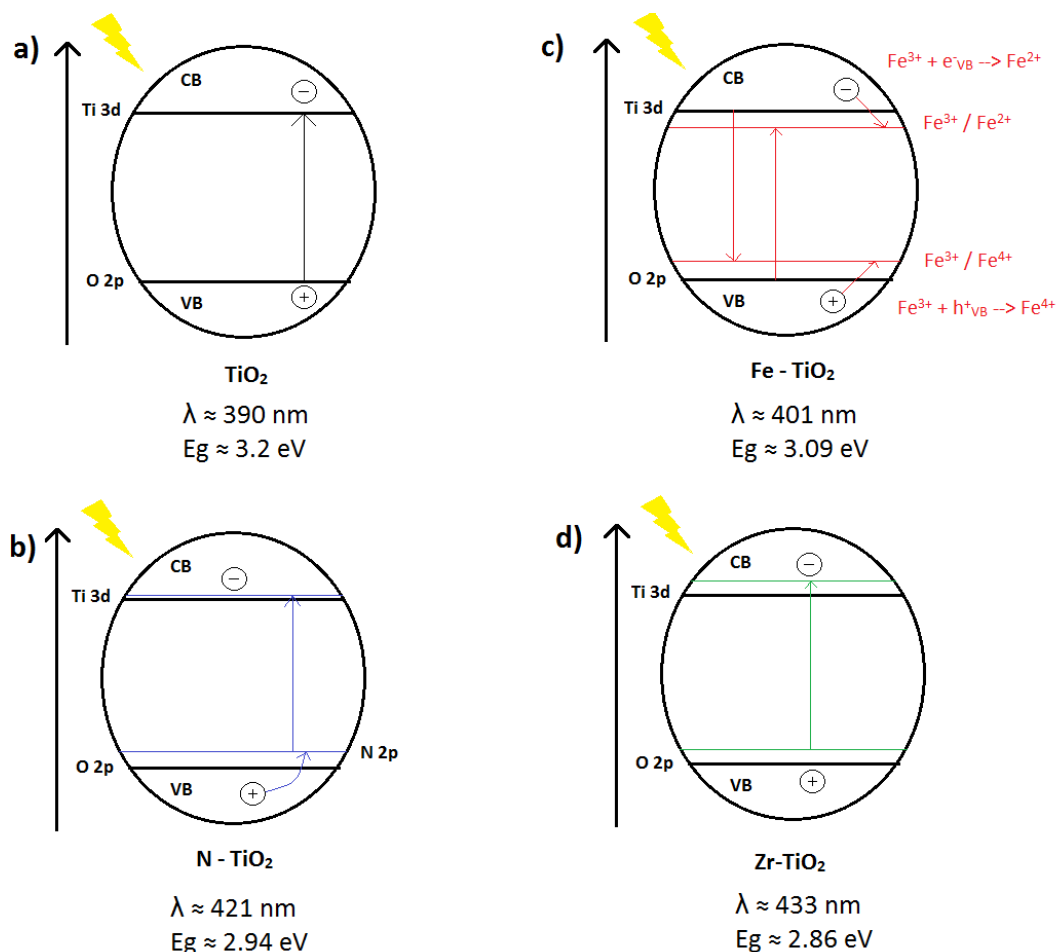 a)
CB
⊖
Ti 3d
O 2p
VB
⊕
TiO₂
λ ≈ 390 nm
Eg ≈ 3.2 eV
c)
CB
⊖
Fe³⁺ + e⁻VB --> Fe²⁺
Ti 3d
Fe³⁺ / Fe²⁺
Fe³⁺ / Fe⁴⁺
O 2p
VB
⊕
Fe³⁺ + h⁺VB --> Fe⁴⁺
Fe - TiO₂
λ ≈ 401 nm
Eg ≈ 3.09 eV
b)
CB
⊖
Ti 3d
N 2p
O 2p
VB
⊕
N - TiO₂
λ ≈ 421 nm
Eg ≈ 2.94 eV
d)
CB
⊖
Ti 3d
O 2p
VB
⊕
Zr-TiO₂
λ ≈ 433 nm
Eg ≈ 2.86 eV